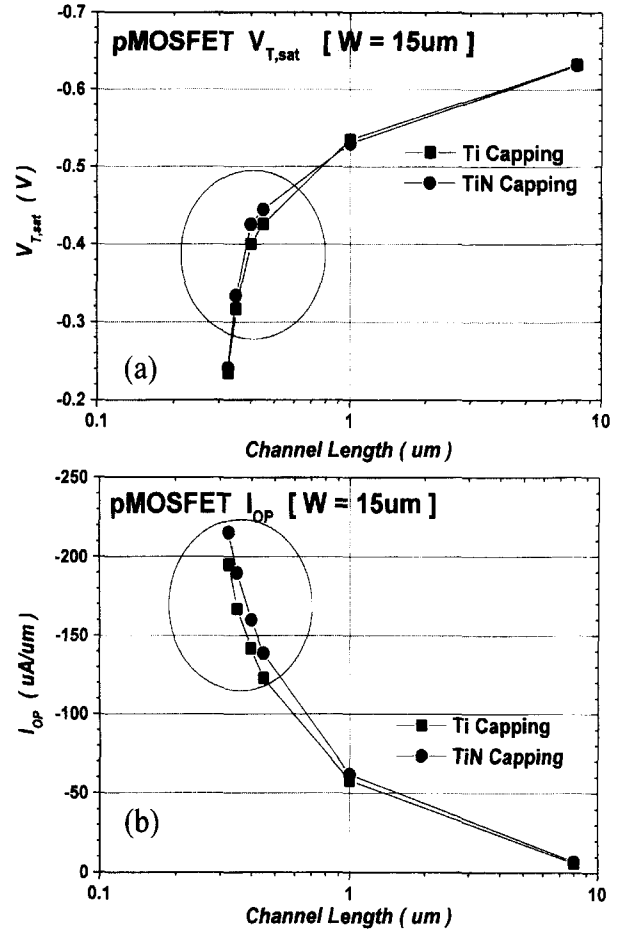 -0.7
pMOSFET V_T,sat [ W = 15um ]
-0.6
-0.5
Ti Capping
TiN Capping
V_T,sat ( V )
-0.4
-0.3
(a)
-0.2
0.1
1
10
Channel Length ( um )
-250
pMOSFET I_OP [ W = 15um ]
-200
-150
I_OP ( uA/um )
-100
Ti Capping
TiN Capping
-50
(b)
0
0.1
1
10
Channel Length ( um )